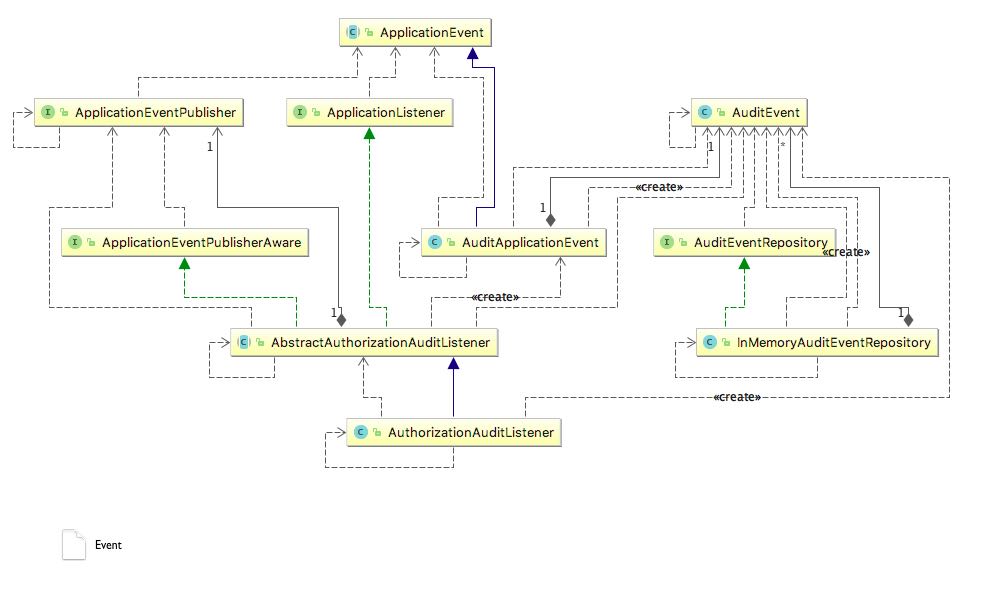 C ApplicationEvent
I ApplicationEventPublisher
I ApplicationListener
C AuditEvent
1
1
*
«create»
1
I ApplicationEventPublisherAware
C AuditApplicationEvent
I AuditEventRepository
«create»
«create»
1
1
C AbstractAuthorizationAuditListener
C InMemoryAuditEventRepository
«create»
C AuthorizationAuditListener
Event